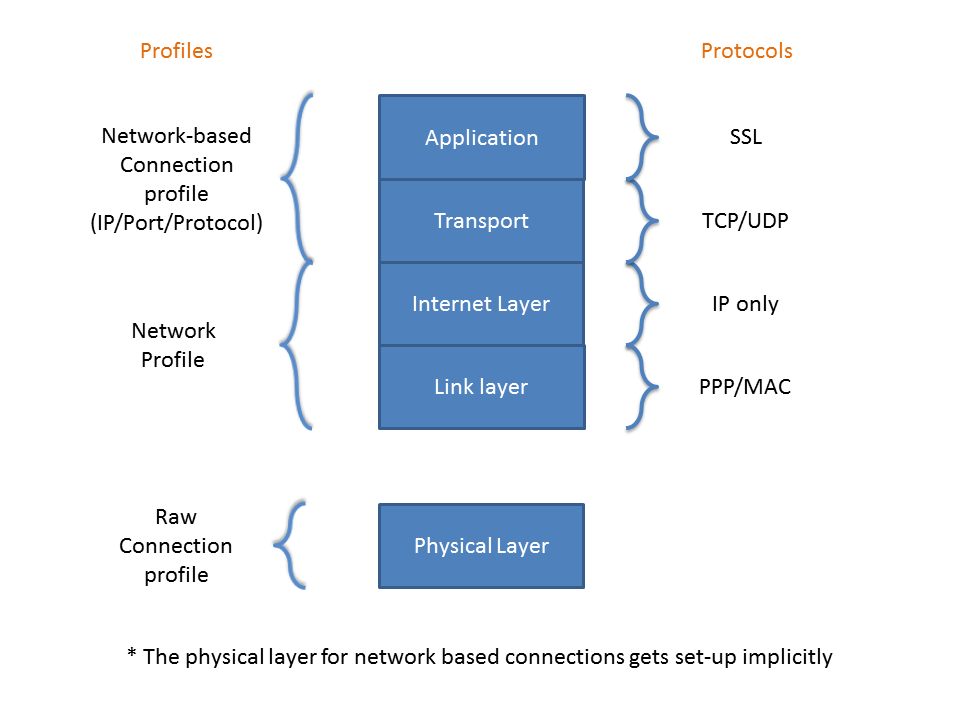 Profiles
Protocols
Network-based
Connection
profile
(IP/Port/Protocol)
Application
SSL
Transport
TCP/UDP
Internet Layer
IP only
Network
Profile
Link layer
PPP/MAC
Raw
Connection
profile
Physical Layer
* The physical layer for network based connections gets set-up implicitly